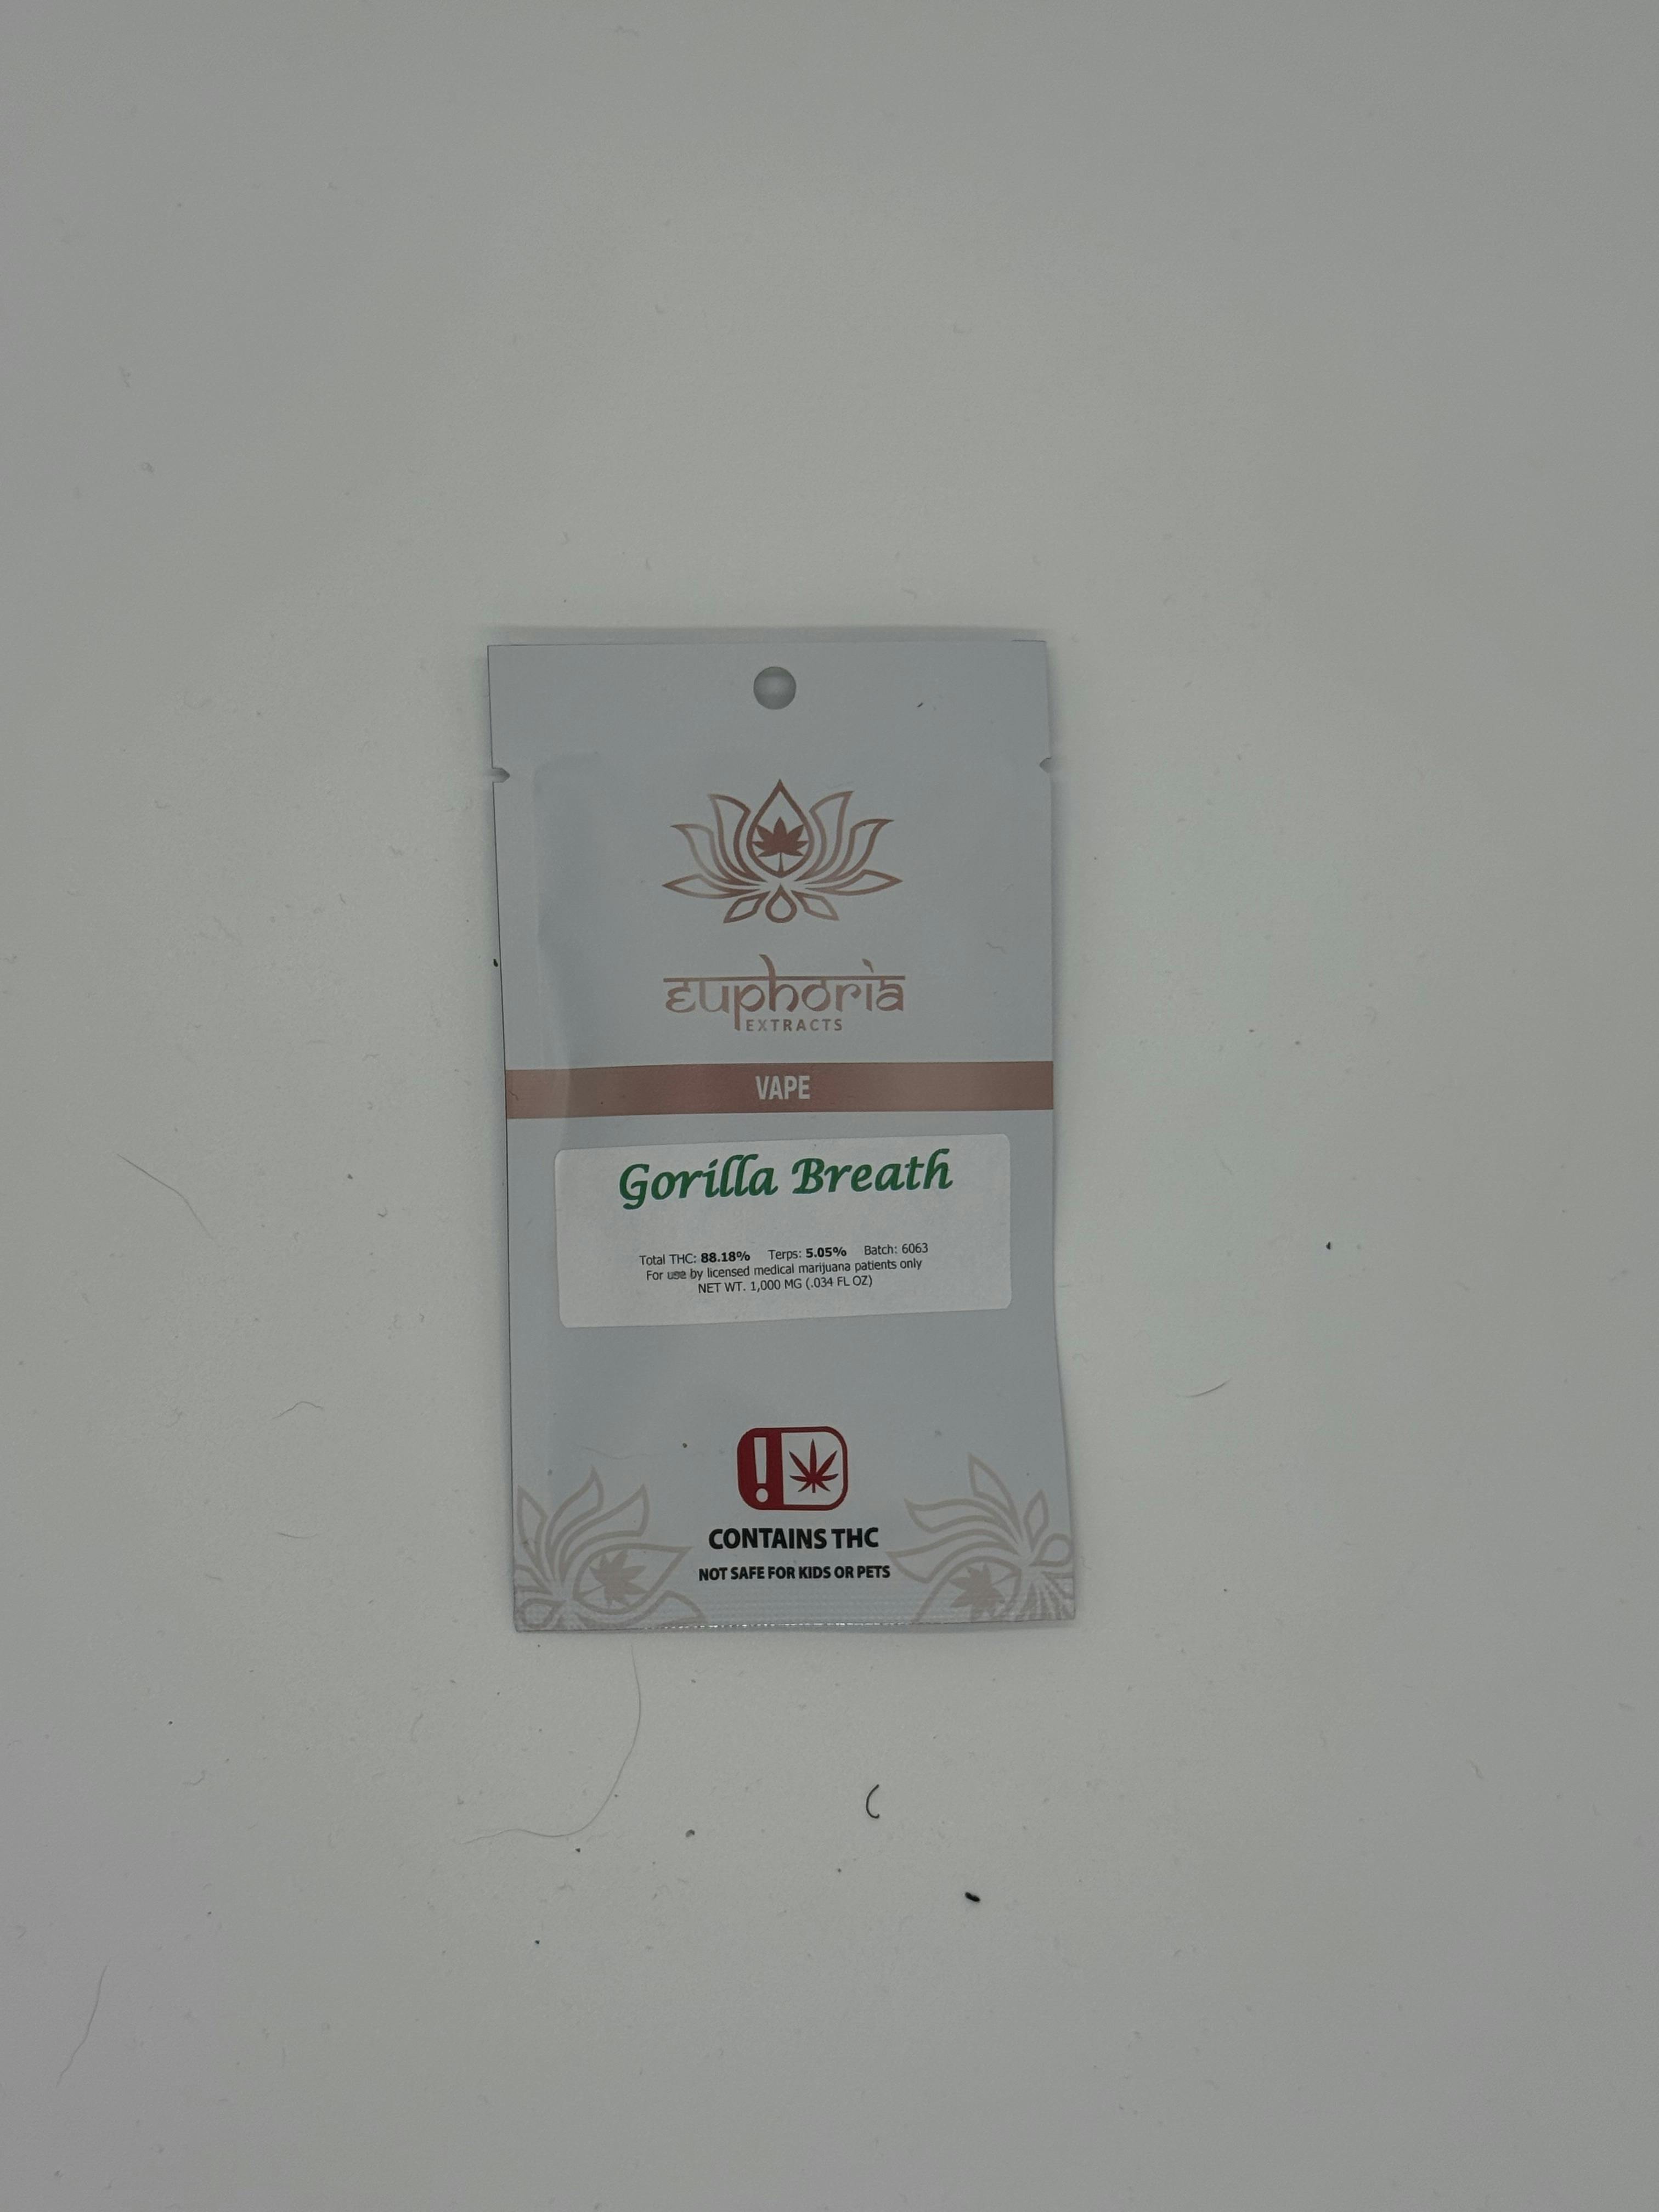 euphoria
EXTRACTS
VAPE
Gorilla Breath
Total THC: 88.18% Terps: 5.05% Batch: 6063
For use by licensed medical marijuana patients only
NET WT. 1,000 MG (.034 FL OZ)
!
CONTAINS THC
NOT SAFE FOR KIDS OR PETS